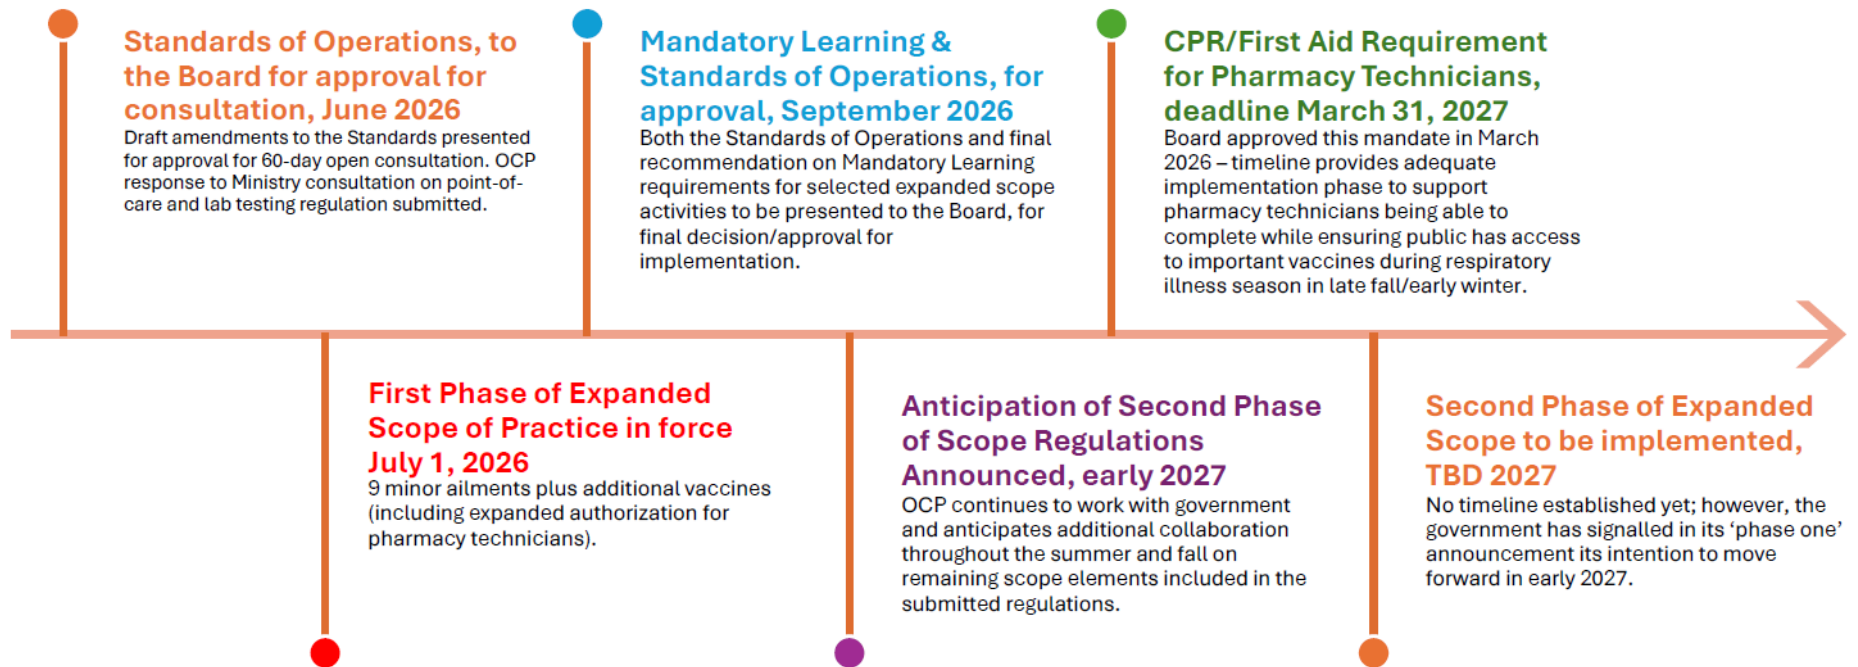 Standards of Operations, to
the Board for approval for
consultation, June 2026
Draft amendments to the Standards presented
for approval for 60-day open consultation. OCP
response to Ministry consultation on point-of-
care and lab testing regulation submitted.
Mandatory Learning &
Standards of Operations, for
approval, September 2026
Both the Standards of Operations and final
recommendation on Mandatory Learning
requirements for selected expanded scope
activities to be presented to the Board, for
final decision/approval for
implementation.
CPR/First Aid Requirement
for Pharmacy Technicians,
deadline March 31, 2027
Board approved this mandate in March
2026 – timeline provides adequate
implementation phase to support
pharmacy technicians being able to
complete while ensuring public has access
to important vaccines during respiratory
illness season in late fall/early winter.
First Phase of Expanded
Scope of Practice in force
July 1, 2026
9 minor ailments plus additional vaccines
(including expanded authorization for
pharmacy technicians).
Anticipation of Second Phase
of Scope Regulations
Announced, early 2027
OCP continues to work with government
and anticipates additional collaboration
throughout the summer and fall on
remaining scope elements included in the
submitted regulations.
Second Phase of Expanded
Scope to be implemented,
TBD 2027
No timeline established yet; however, the
government has signalled in its ‘phase one’
announcement its intention to move
forward in early 2027.